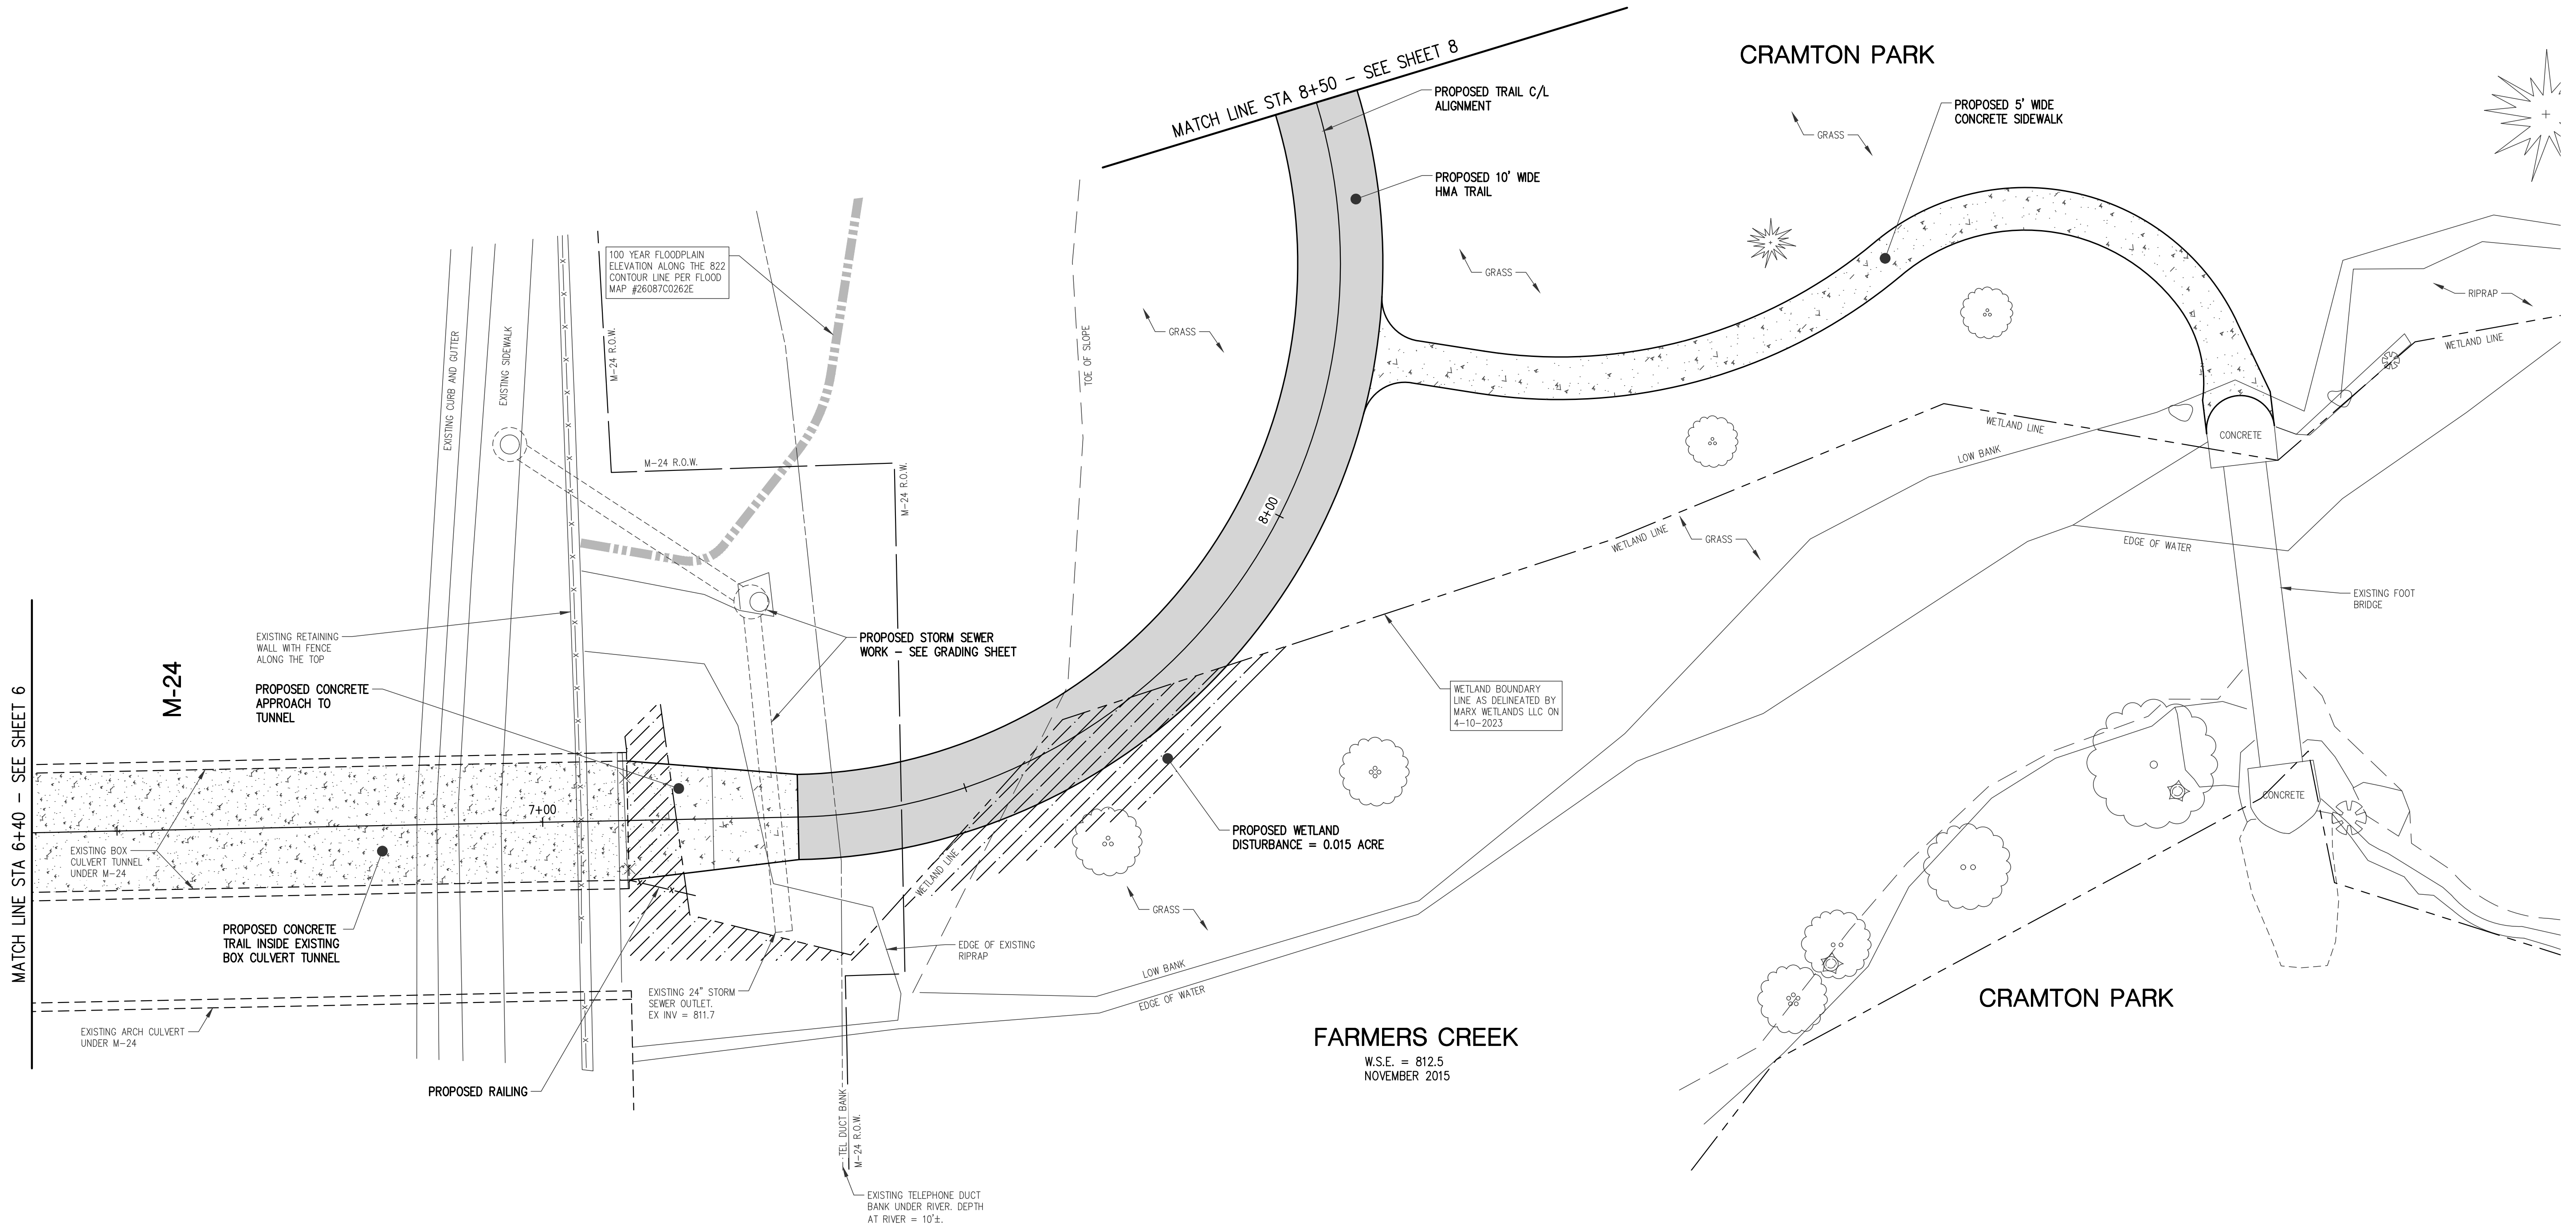 CRAMTON PARK
MATCH LINE STA 8+50 – SEE SHEET 8
PROPOSED TRAIL C/L
ALIGNMENT
PROPOSED 5' WIDE
CONCRETE SIDEWALK
GRASS
PROPOSED 10' WIDE
HMA TRAIL
100 YEAR FLOODPLAIN
ELEVATION ALONG THE 822
CONTOUR LINE PER FLOOD
MAP #26087C0262E
GRASS
RIPRAP
GRASS
TOE OF SLOPE
WETLAND LINE
EXISTING CURB AND GUTTER
EXISTING SIDEWALK
M-24 R.O.W.
WETLAND LINE
CONCRETE
LOW BANK
M-24 R.O.W.
M-24 R.O.W.
8+00
WETLAND LINE
GRASS
EDGE OF WATER
EXISTING FOOT
BRIDGE
EXISTING RETAINING
WALL WITH FENCE
ALONG THE TOP
PROPOSED STORM SEWER
WORK – SEE GRADING SHEET
M-24
PROPOSED CONCRETE
APPROACH TO
TUNNEL
WETLAND BOUNDARY
LINE AS DELINEATED BY
MARX WETLANDS LLC ON
4-10-2023
MATCH LINE STA 6+40 – SEE SHEET 6
7+00
CONCRETE
EXISTING BOX
CULVERT TUNNEL
UNDER M-24
PROPOSED WETLAND
DISTURBANCE = 0.015 ACRE
WETLAND LINE
GRASS
PROPOSED CONCRETE
TRAIL INSIDE EXISTING
BOX CULVERT TUNNEL
EDGE OF EXISTING
RIPRAP
LOW BANK
EDGE OF WATER
EXISTING 24" STORM
SEWER OUTLET.
EX INV = 811.7
CRAMTON PARK
EXISTING ARCH CULVERT
UNDER M-24
FARMERS CREEK
W.S.E. = 812.5
NOVEMBER 2015
PROPOSED RAILING
TEL DUCT BANK
M-24 R.O.W.
EXISTING TELEPHONE DUCT
BANK UNDER RIVER. DEPTH
AT RIVER = 10'±.